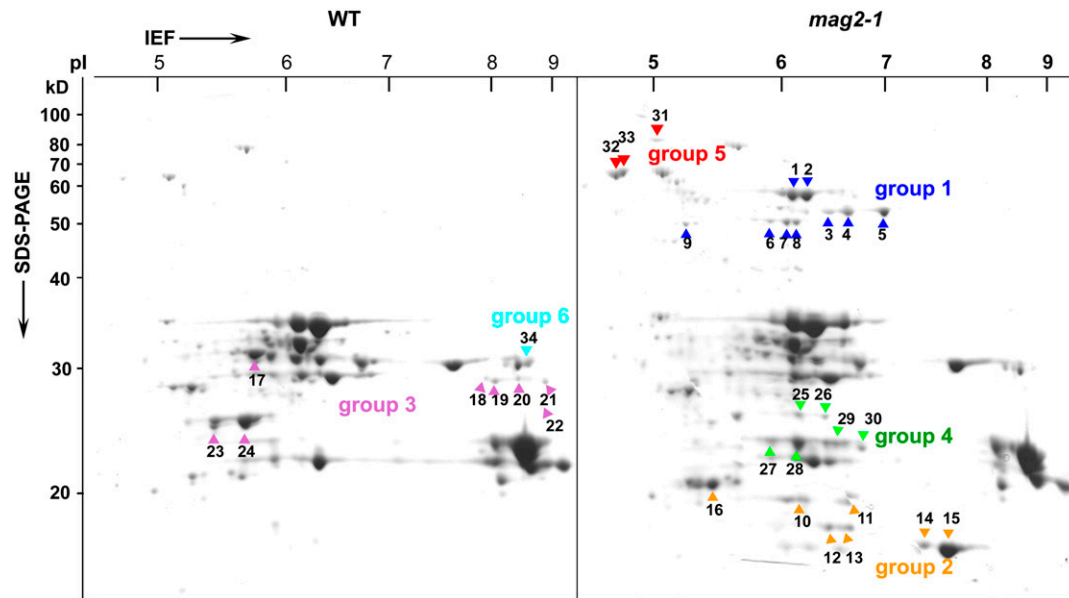 WT mag2-1
IEF
pI 5 6 7 8 9 5 6 7 8 9
kD
100
80
70
60
50
40
30
20
SDS-PAGE
31
32 33
group 5
1 2
group 1
9 6 7 8 3 4 5
group 6
34
17
18 19 20 21
group 3
22
23 24
25 26
29 30
group 4
27 28
16 10 11
14 15
12 13
group 2